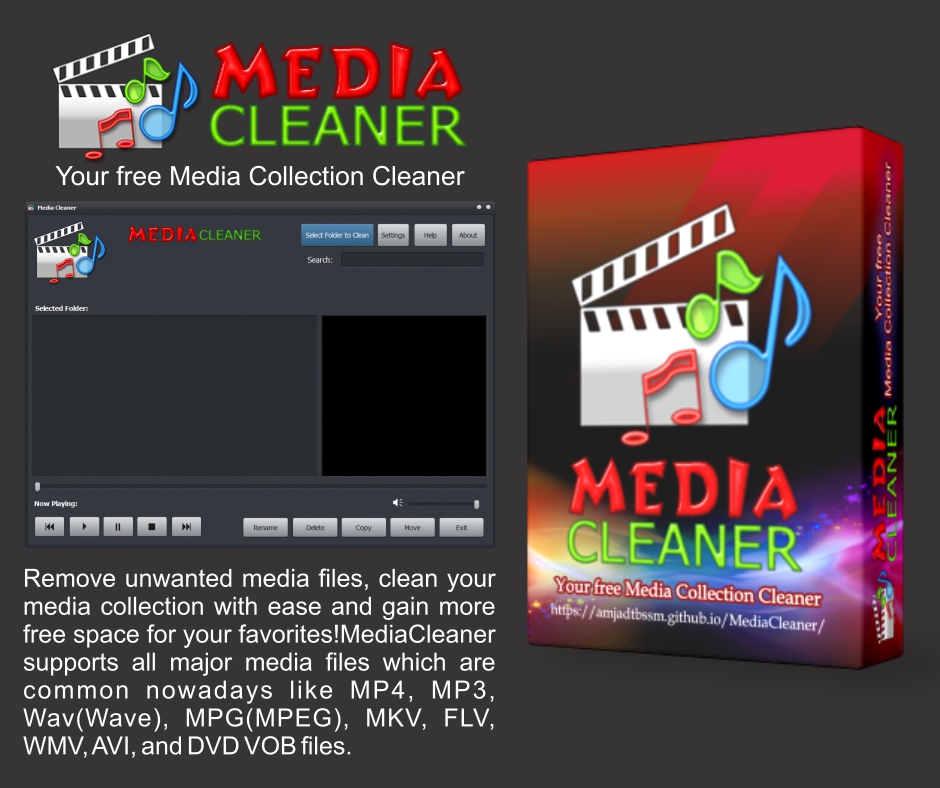 MEDIA
CLEANER
Your free Media Collection Cleaner
Media Cleaner
MEDIACLEANER
Select Folder to Clean
Settings
Help
About
Search:
Selected Folder:
Now Playing:
Rename
Delete
Copy
Move
Exit
Remove unwanted media files, clean your
media collection with ease and gain more
free space for your favorites!MediaCleaner
supports all major media files which are
common nowadays like MP4, MP3,
Wav(Wave), MPG(MPEG), MKV, FLV,
WMV, AVI, and DVD VOB files.
MEDIA
CLEANER
Your free Media Collection Cleaner
https://amjadtbssm.github.io/MediaCleaner/
Your free
Media Collection Cleaner
MEDIA
CLEANER